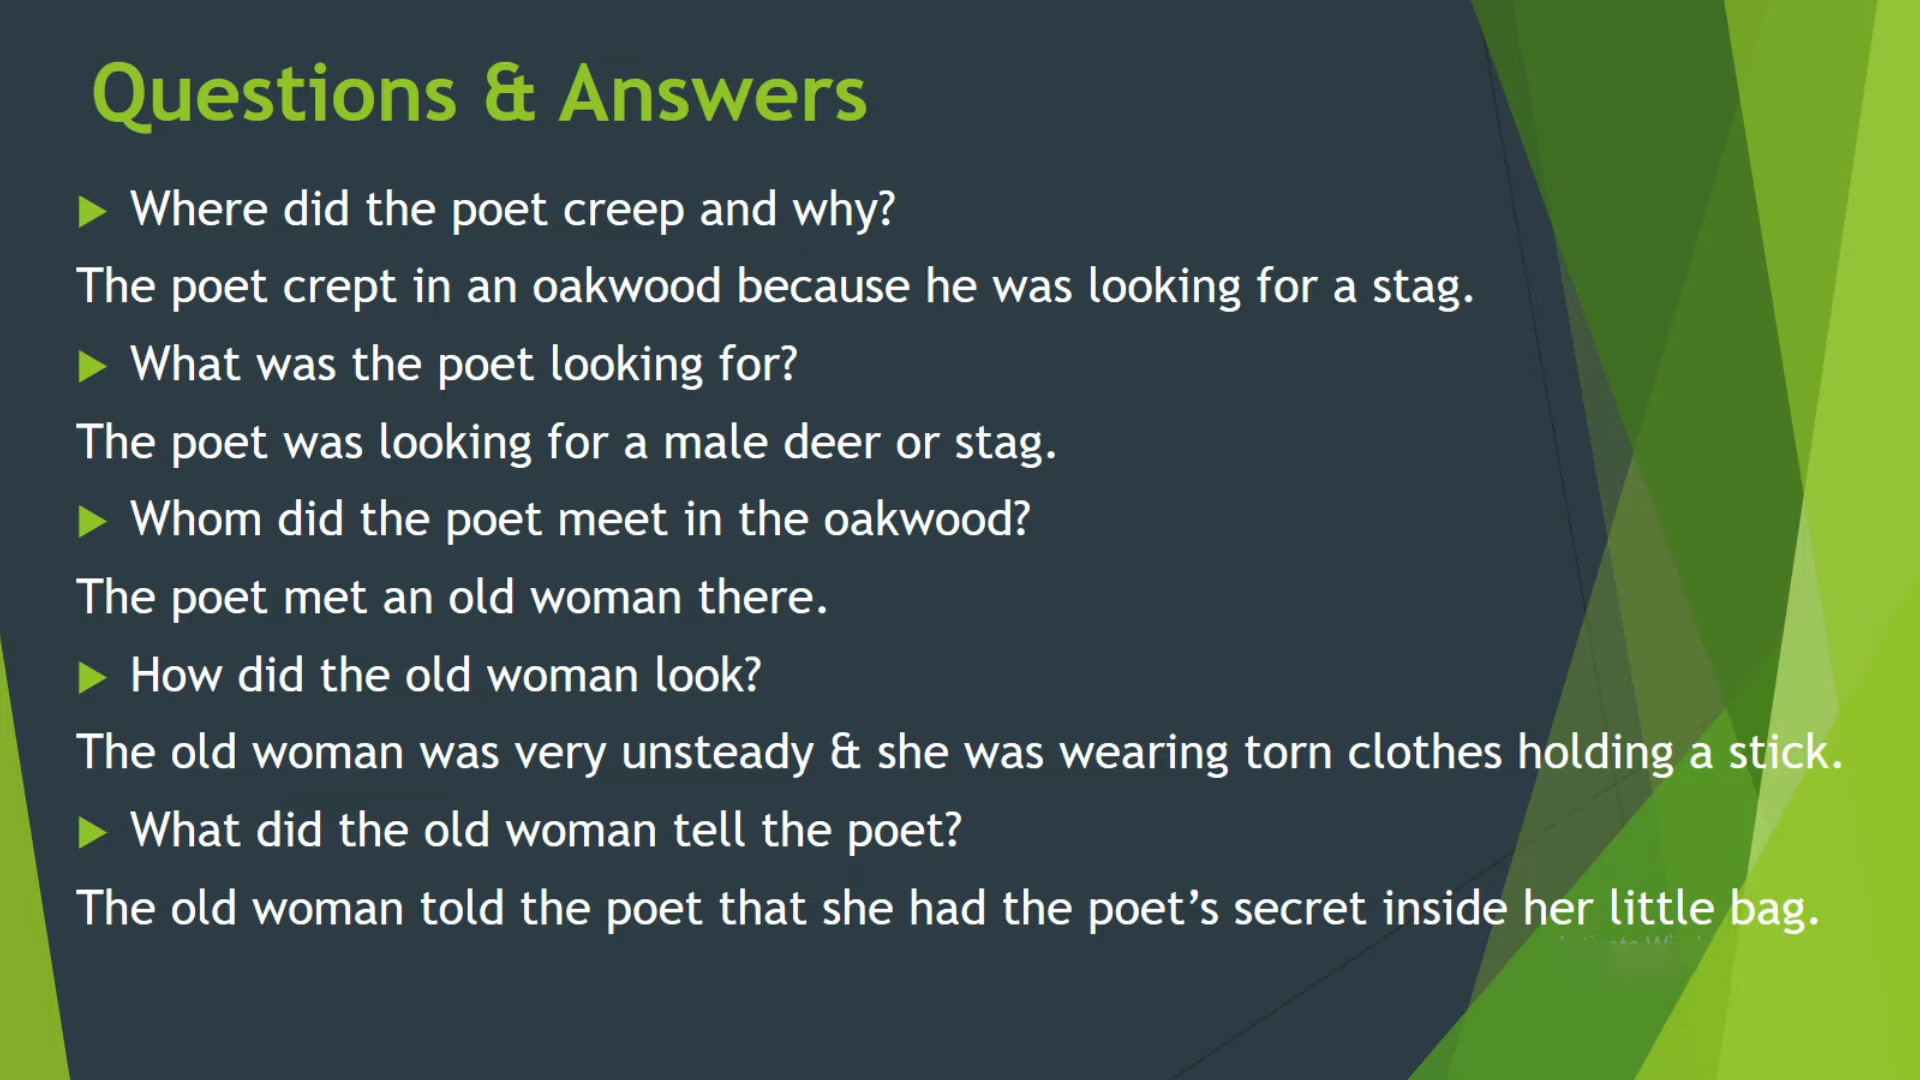 Questions & Answers
Where did the poet creep and why?
The poet crept in an oakwood because he was looking for a stag.
What was the poet looking for?
The poet was looking for a male deer or stag.
Whom did the poet meet in the oakwood?
The poet met an old woman there.
How did the old woman look?
The old woman was very unsteady & she was wearing torn clothes holding a stick.
What did the old woman tell the poet?
The old woman told the poet that she had the poet’s secret inside her little bag.